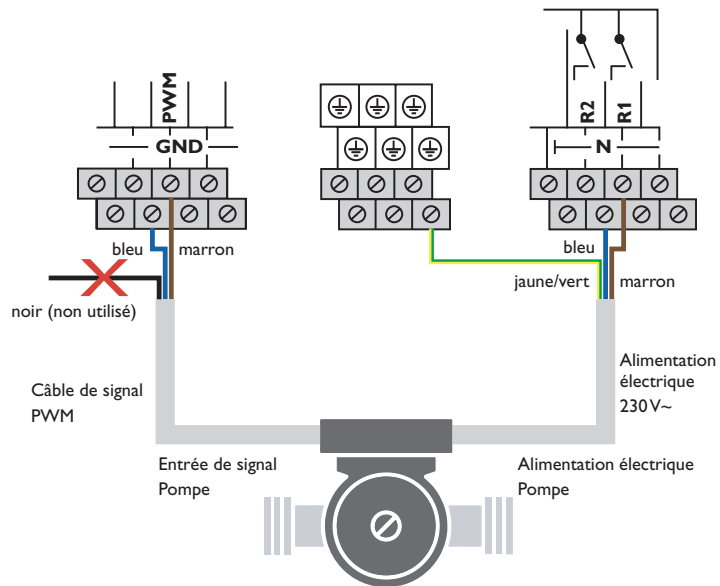 PWM
GND
R2
R1
N
bleu
marron
noir (non utilisé)
bleu
jaune/vert
marron
Câble de signal
PWM
Alimentation
électrique
230 V~
Entrée de signal
Pompe
Alimentation électrique
Pompe